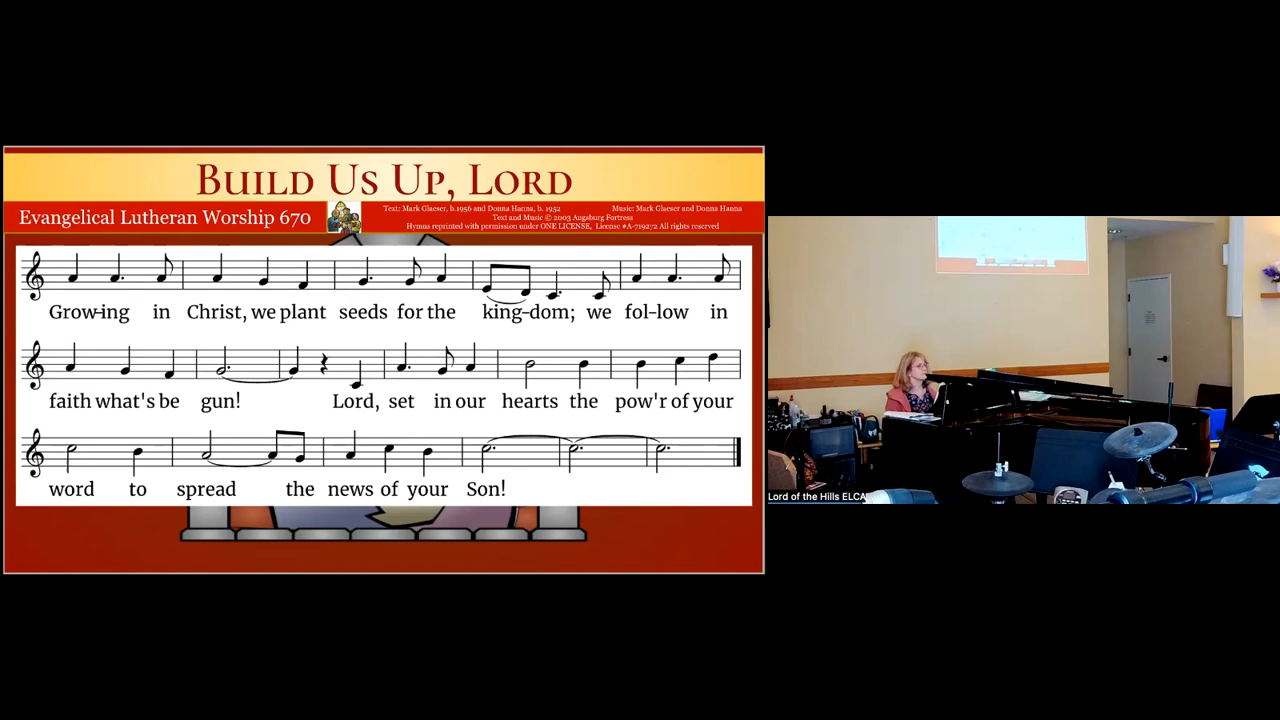 Build Us Up, Lord
Evangelical Lutheran Worship 670
Text: Mark Glaeser, b.1956 and Donna Hanna, b. 1952 Music: Mark Glaeser and Donna Hanna
Text and Music © 2003 Augsburg Fortress
Hymns reprinted with permission under ONE LICENSE, License #A-719272 All rights reserved
Grow-ing in Christ, we plant seeds for the king-dom; we fol-low in
faith what's be gun! Lord, set in our hearts the pow'r of your
word to spread the news of your Son!
Lord of the Hills ELCA